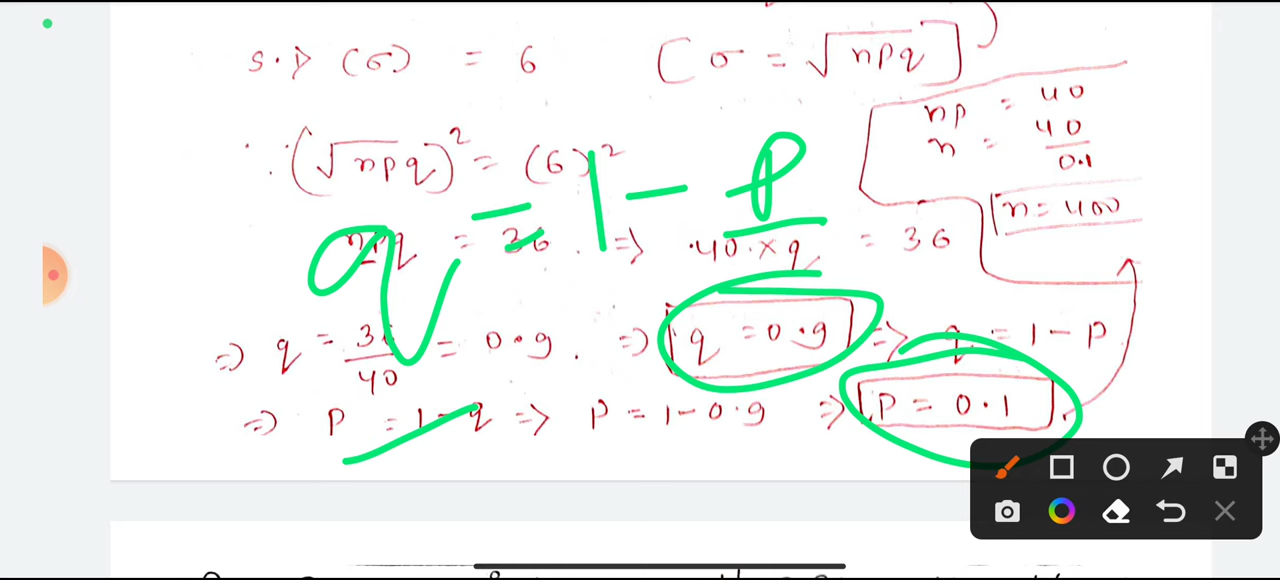 S.D (σ) = 6 [σ = √npq])
∴ (√npq)² = (6)²
npq = 36. ⇒ 40 × q = 36
⇒ q = 36/40 = 0.9. ⇒ q = 0.9 ⇒ q = 1 - p
⇒ p = 1 - q ⇒ p = 1 - 0.9 ⇒ p = 0.1.
np = 40
n = 40/0.1
n = 400
q = 1 - p